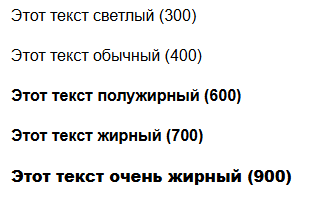 Этот текст светлый (300)
Этот текст обычный (400)
Этот текст полужирный (600)
Этот текст жирный (700)
Этот текст очень жирный (900)